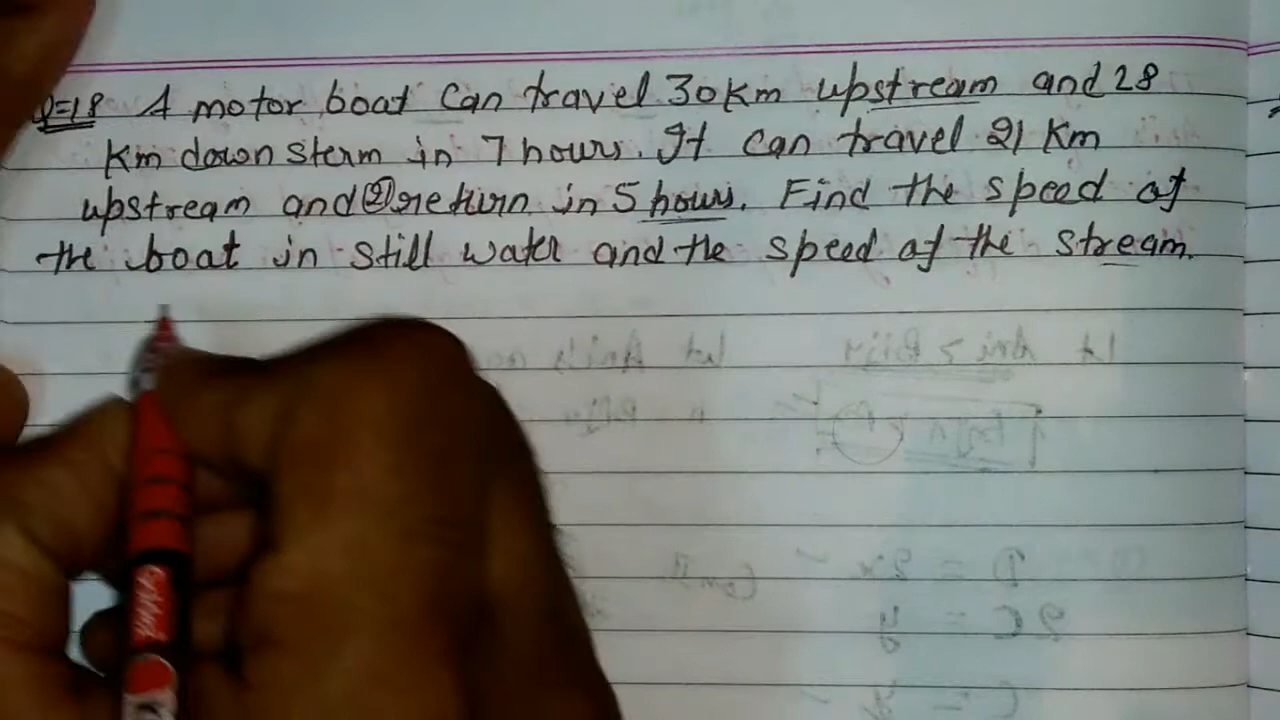 Q=18 A motor boat can travel 30 Km upstream and 28
Km down sterm in 7 hours. It can travel 21 Km
upstream and (21) return in 5 hours. Find the speed of
the boat in still water and the speed of the stream.